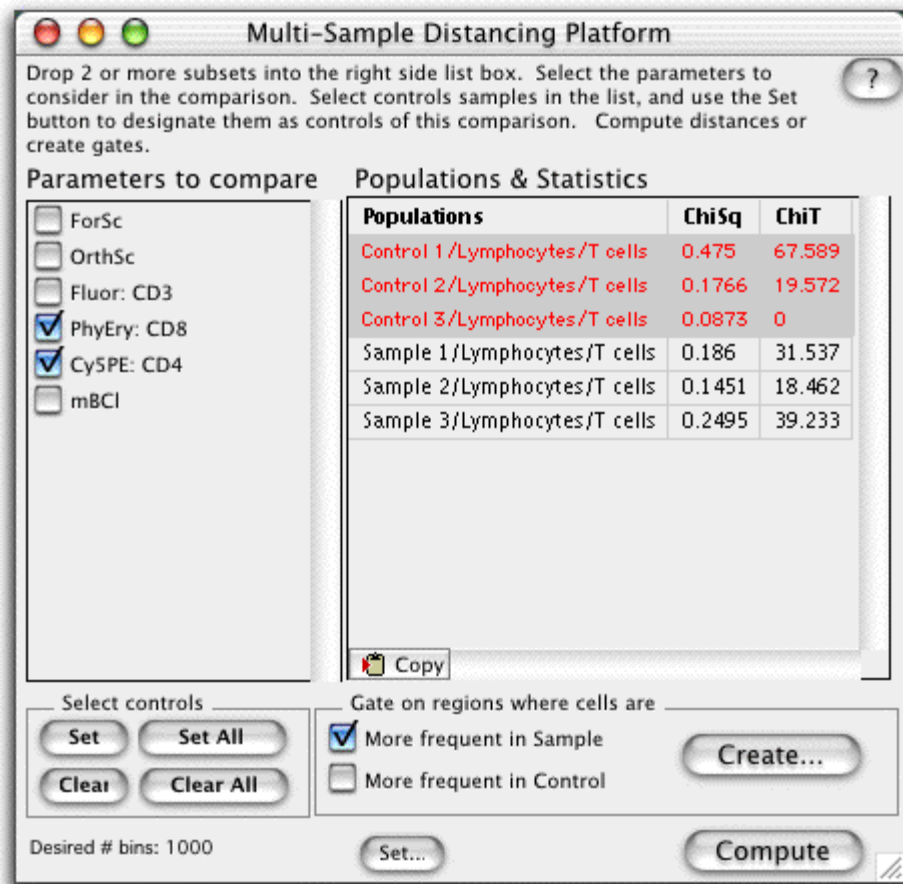 Multi-Sample Distancing Platform
Drop 2 or more subsets into the right side list box. Select the parameters to
consider in the comparison. Select controls samples in the list, and use the Set
button to designate them as controls of this comparison. Compute distances or
create gates.
?
Parameters to compare
ForSc
OrthSc
Fluor: CD3
PhyEry: CD8
Cy5PE: CD4
mBCl
Populations & Statistics
Populations ChiSq ChiT
Control 1/Lymphocytes/T cells 0.475 67.589
Control 2/Lymphocytes/T cells 0.1766 19.572
Control 3/Lymphocytes/T cells 0.0873 0
Sample 1/Lymphocytes/T cells 0.186 31.537
Sample 2/Lymphocytes/T cells 0.1451 18.462
Sample 3/Lymphocytes/T cells 0.2495 39.233
Copy
Select controls
Set Set All
Clear Clear All
Gate on regions where cells are
More frequent in Sample
More frequent in Control
Create...
Desired # bins: 1000
Set...
Compute